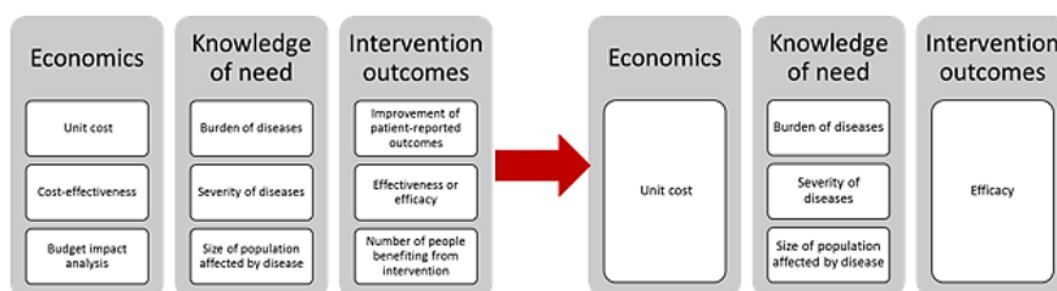 Economics
Unit cost
Cost-effectiveness
Budget impact
analysis
Knowledge
of need
Burden of diseases
Severity of diseases
Size of population
affected by disease
Intervention
outcomes
Improvement of
patient-reported
outcomes
Effectiveness or
efficacy
Number of people
benefiting from
intervention
Economics
Unit cost
Knowledge
of need
Burden of diseases
Severity of
diseases
Size of population
affected by disease
Intervention
outcomes
Efficacy